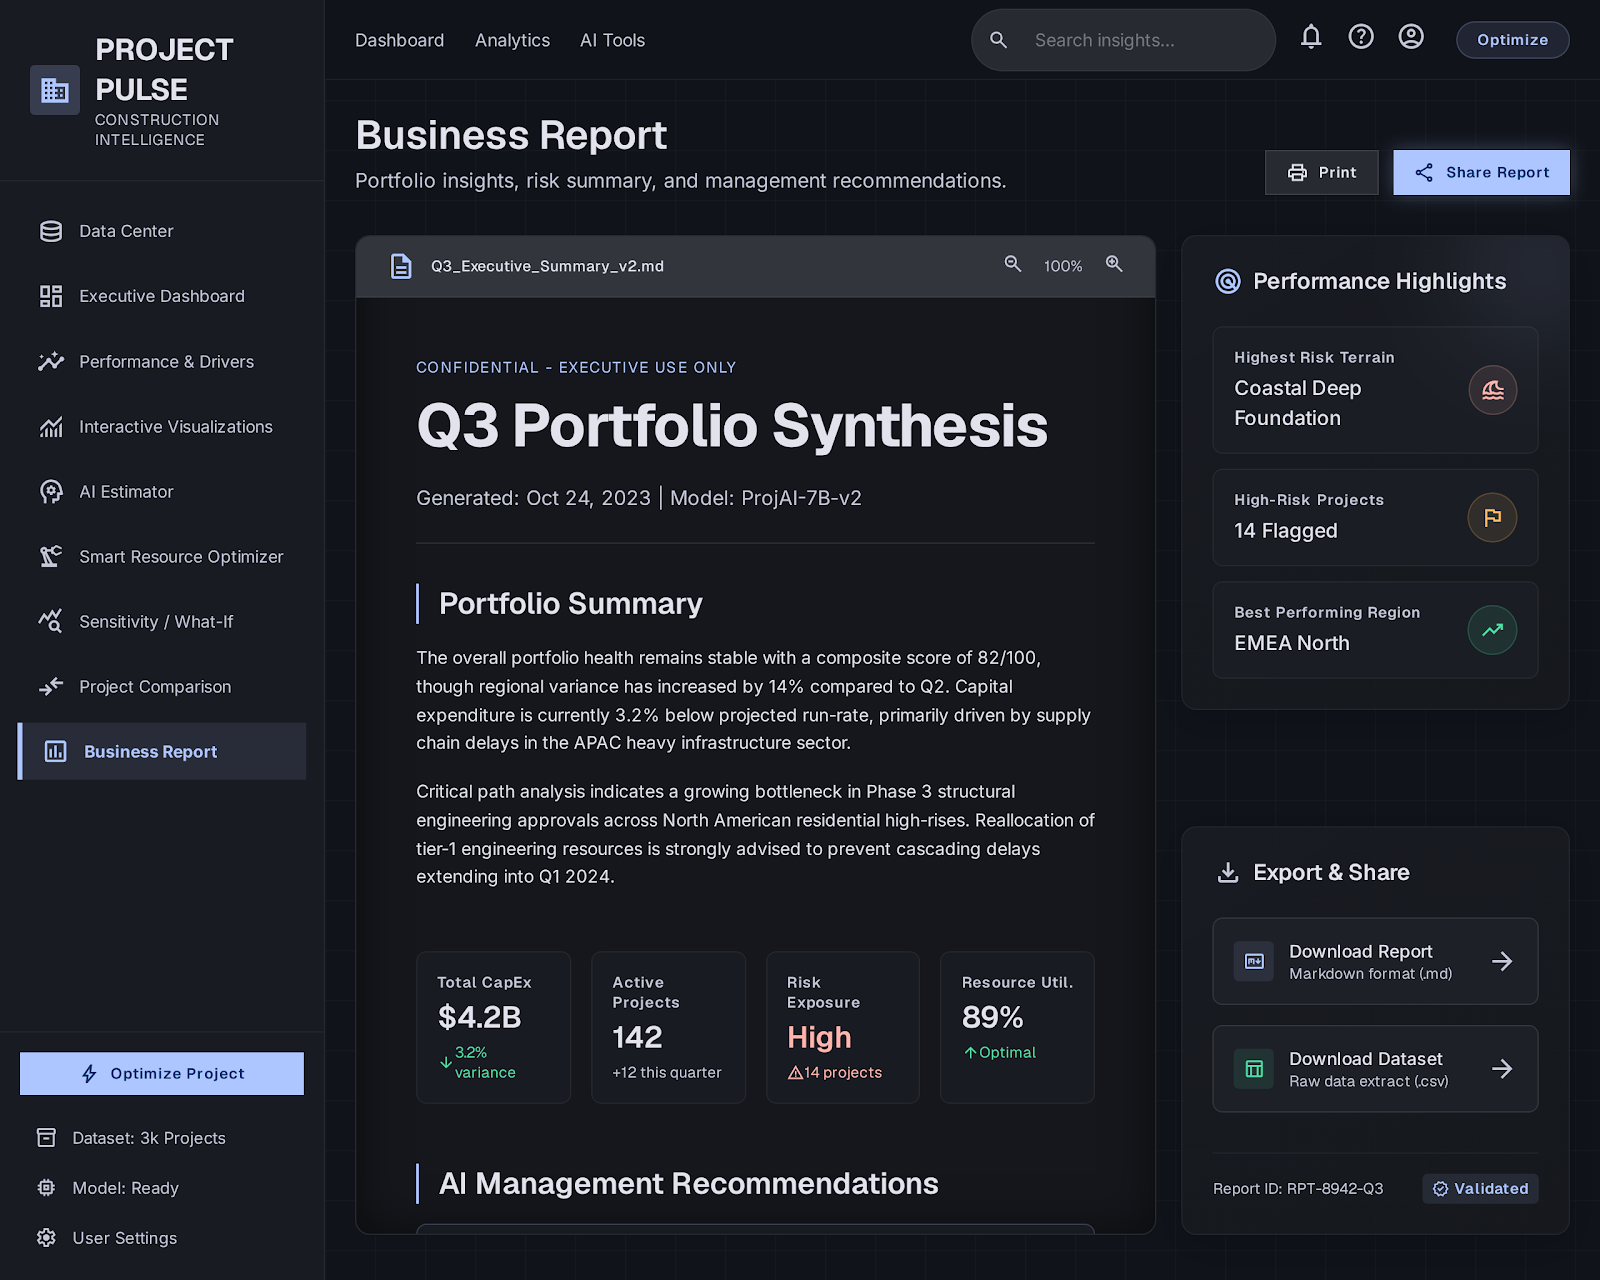 PROJECT
PULSE
CONSTRUCTION
INTELLIGENCE
Data Center
Executive Dashboard
Performance & Drivers
Interactive Visualizations
AI Estimator
Smart Resource Optimizer
Sensitivity / What-If
Project Comparison
Business Report
Optimize Project
Dataset: 3k Projects
Model: Ready
User Settings
Dashboard
Analytics
AI Tools
Search insights...
Optimize
Business Report
Portfolio insights, risk summary, and management recommendations.
Print
Share Report
Q3_Executive_Summary_v2.md
100%
CONFIDENTIAL - EXECUTIVE USE ONLY
Q3 Portfolio Synthesis
Generated: Oct 24, 2023 | Model: ProjAI-7B-v2
Portfolio Summary
The overall portfolio health remains stable with a composite score of 82/100,
though regional variance has increased by 14% compared to Q2. Capital
expenditure is currently 3.2% below projected run-rate, primarily driven by supply
chain delays in the APAC heavy infrastructure sector.
Critical path analysis indicates a growing bottleneck in Phase 3 structural
engineering approvals across North American residential high-rises. Reallocation of
tier-1 engineering resources is strongly advised to prevent cascading delays
extending into Q1 2024.
Total CapEx
$4.2B
3.2%
variance
Active
Projects
142
+12 this quarter
Risk
Exposure
High
14 projects
Resource Util.
89%
Optimal
AI Management Recommendations
Performance Highlights
Highest Risk Terrain
Coastal Deep
Foundation
High-Risk Projects
14 Flagged
Best Performing Region
EMEA North
Export & Share
Download Report
Markdown format (.md)
Download Dataset
Raw data extract (.csv)
Report ID: RPT-8942-Q3
Validated